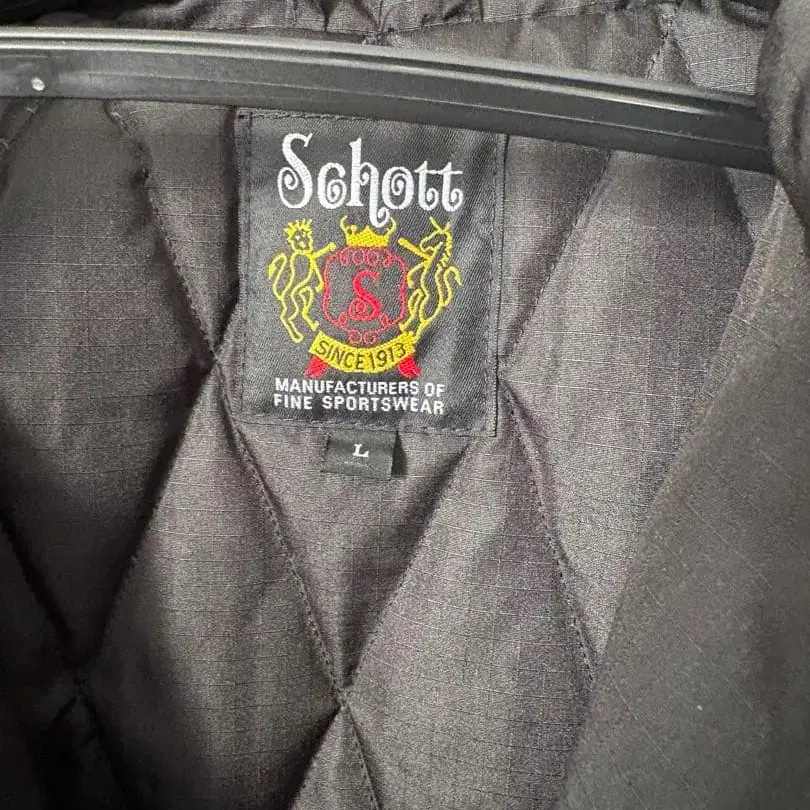 Schott
S
SINCE 1913
MANUFACTURERS OF
FINE SPORTSWEAR
L